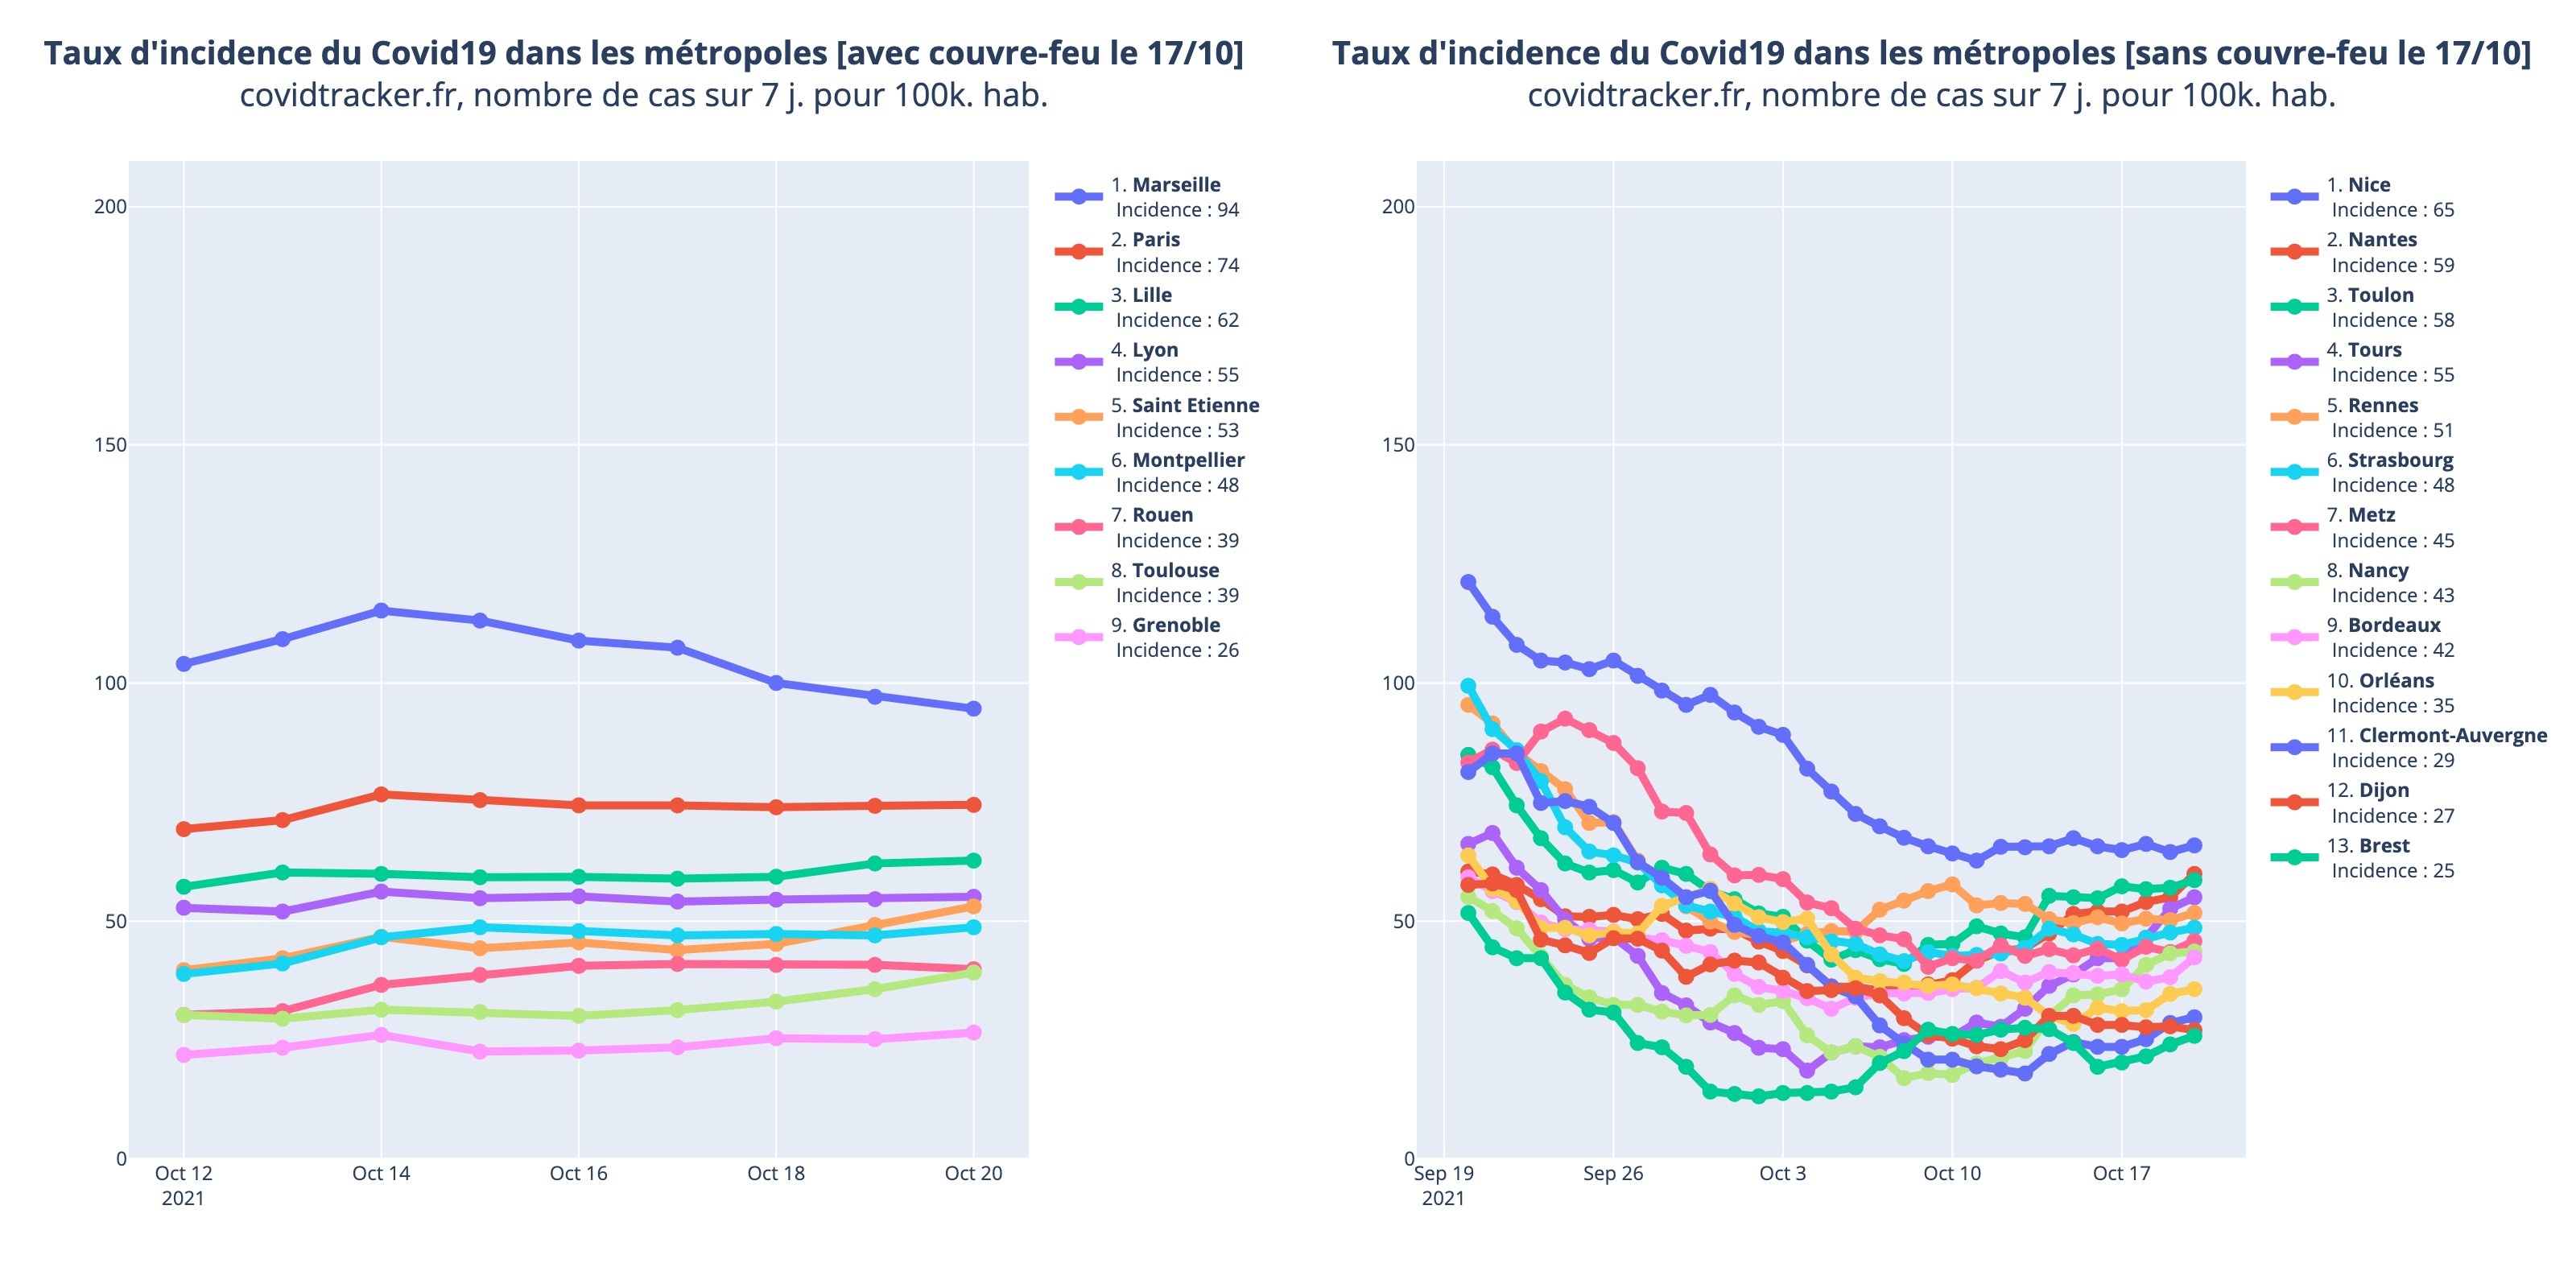 Taux d'incidence du Covid19 dans les métropoles [avec couvre-feu le 17/10]
covidtracker.fr, nombre de cas sur 7 j. pour 100k. hab.
200
150
100
50
0
Oct 12
2021
Oct 14
Oct 16
Oct 18
Oct 20
1. Marseille
Incidence : 94
2. Paris
Incidence : 74
3. Lille
Incidence : 62
4. Lyon
Incidence : 55
5. Saint Etienne
Incidence : 53
6. Montpellier
Incidence : 48
7. Rouen
Incidence : 39
8. Toulouse
Incidence : 39
9. Grenoble
Incidence : 26
Taux d'incidence du Covid19 dans les métropoles [sans couvre-feu le 17/10]
covidtracker.fr, nombre de cas sur 7 j. pour 100k. hab.
200
150
100
50
0
Sep 19
2021
Sep 26
Oct 3
Oct 10
Oct 17
1. Nice
Incidence : 65
2. Nantes
Incidence : 59
3. Toulon
Incidence : 58
4. Tours
Incidence : 55
5. Rennes
Incidence : 51
6. Strasbourg
Incidence : 48
7. Metz
Incidence : 45
8. Nancy
Incidence : 43
9. Bordeaux
Incidence : 42
10. Orléans
Incidence : 35
11. Clermont-Auvergne
Incidence : 29
12. Dijon
Incidence : 27
13. Brest
Incidence : 25